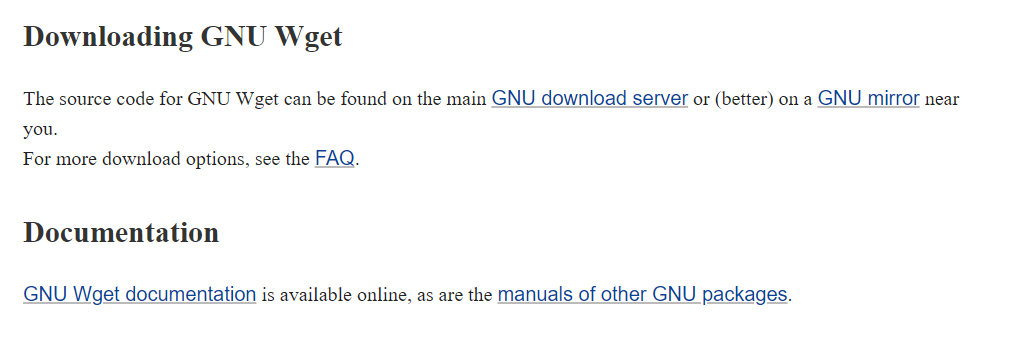 Downloading GNU Wget
The source code for GNU Wget can be found on the main GNU download server or (better) on a GNU mirror near
you.
For more download options, see the FAQ.
Documentation
GNU Wget documentation is available online, as are the manuals of other GNU packages.